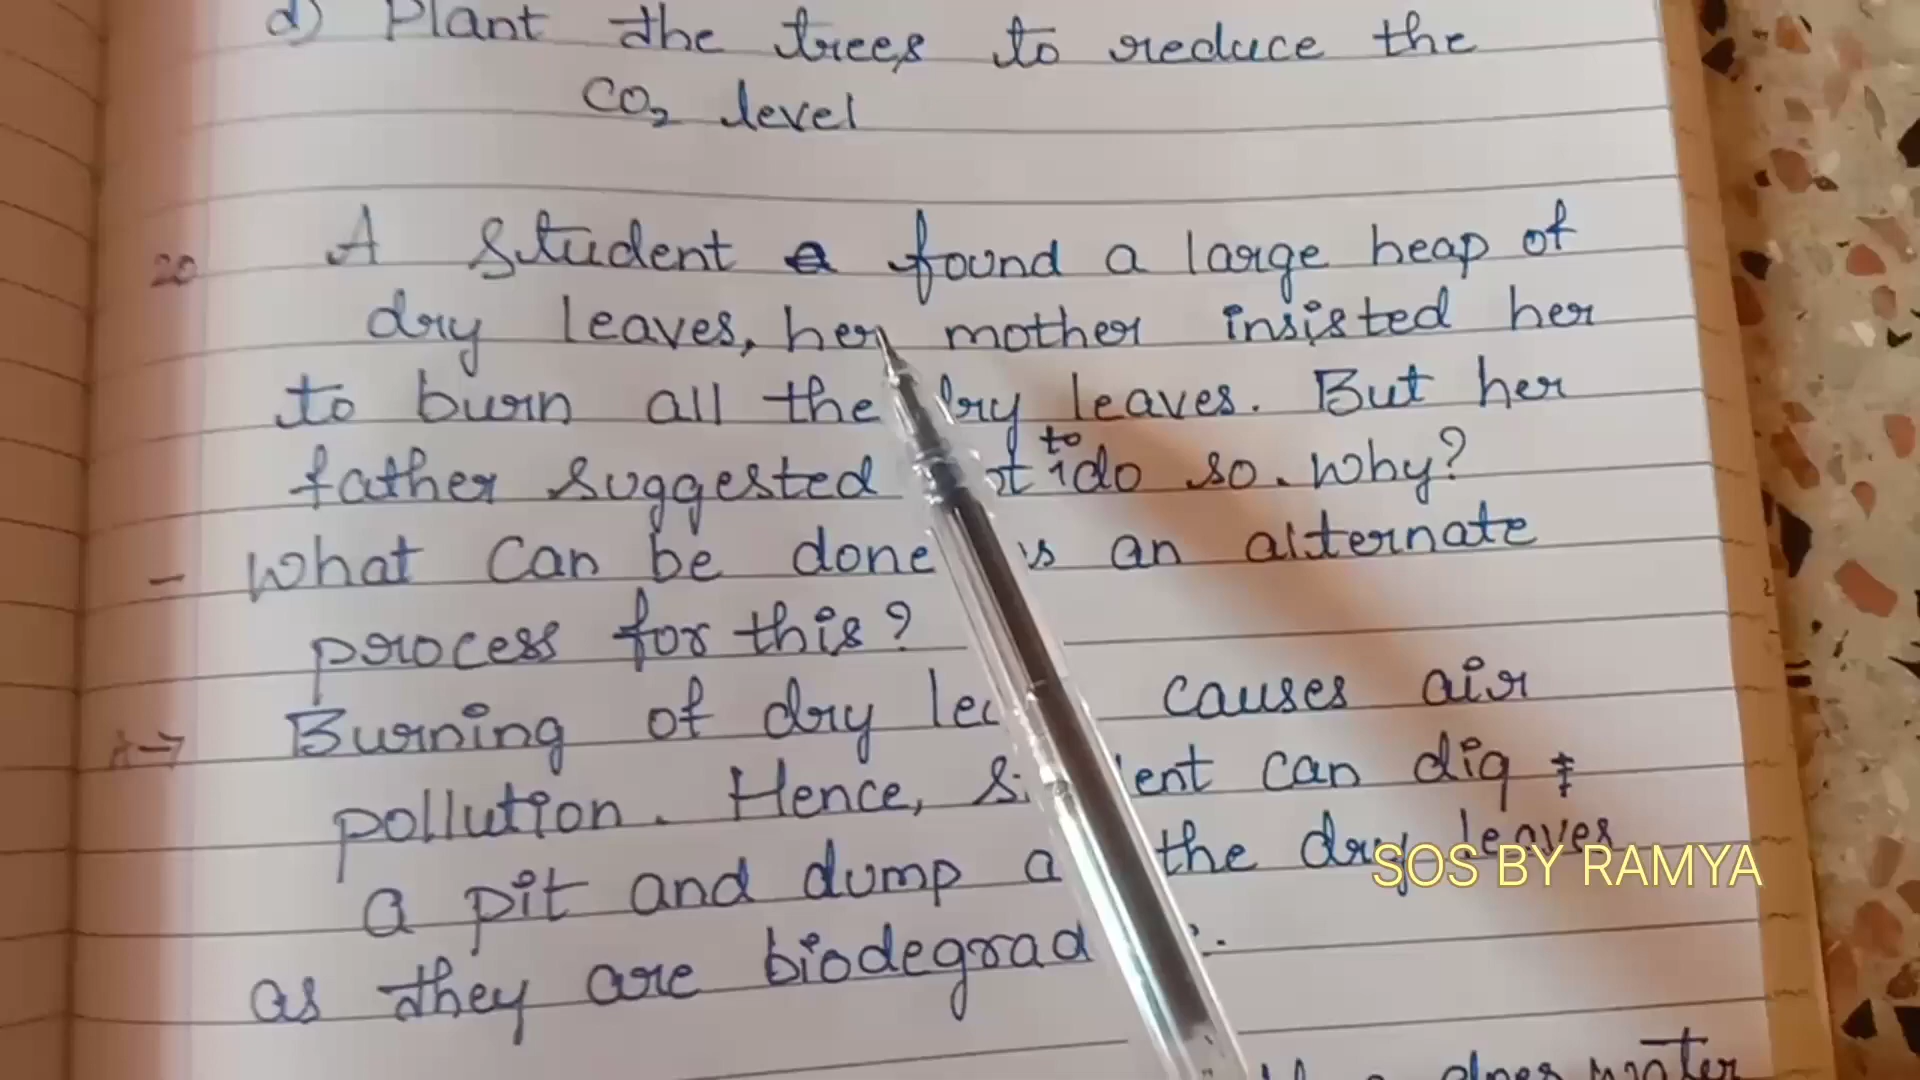 d) Plant the trees to reduce the
CO₂ level
20 A student found a large heap of
dry leaves, her mother insisted her
to burn all the dry leaves. But her
father suggested to do so. Why?
- What can be done an alternate
process for this?
A→ Burning of dry causes air
pollution. Hence, can dig
a pit and dump the dry leaves
as they are biodegrad
SOS BY RAMYA